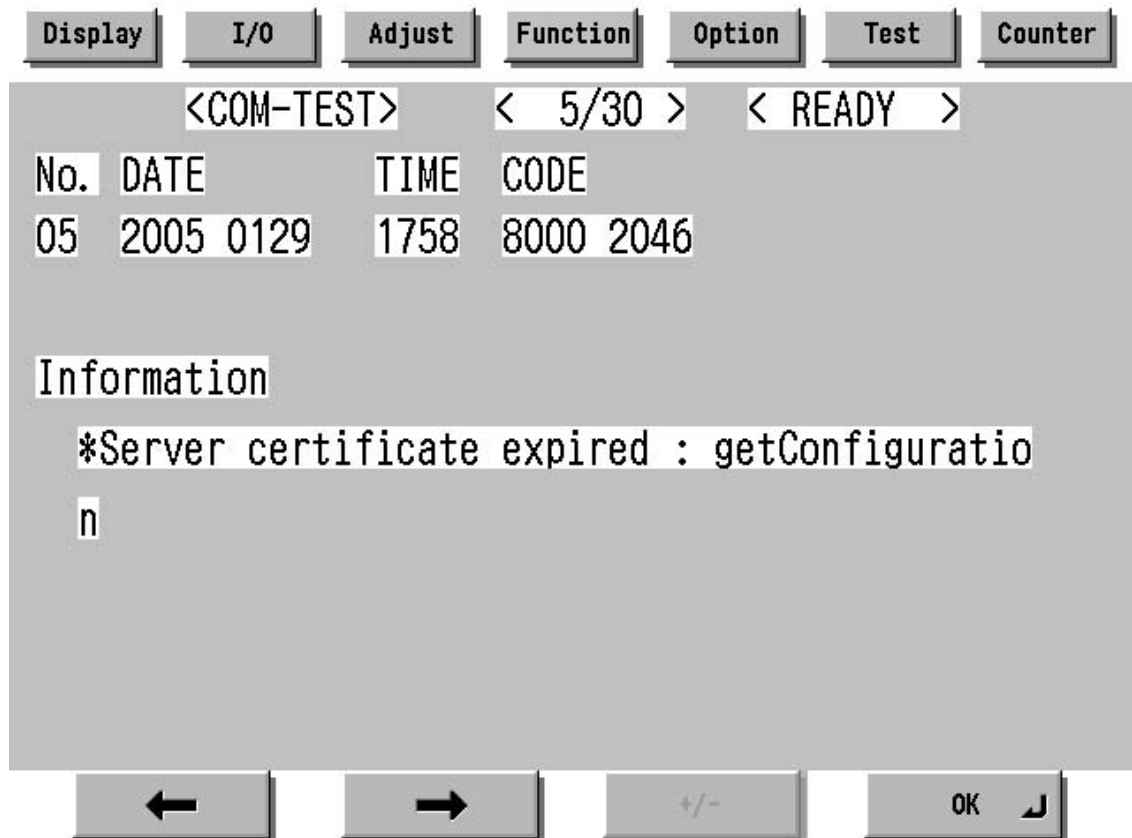 Display I/O Adjust Function Option Test Counter
<COM-TEST> < 5/30 > < READY >
No. DATE TIME CODE
05 2005 0129 1758 8000 2046
Information
*Server certificate expired : getConfiguratio
n
← → +/- OK